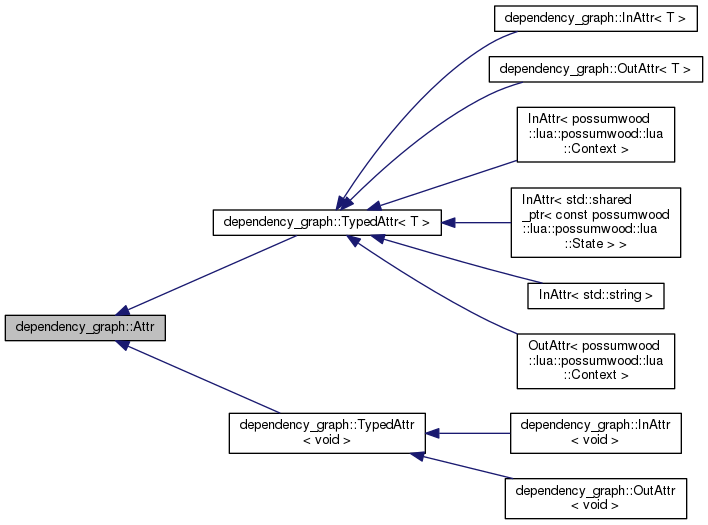 dependency_graph::InAttr< T >
dependency_graph::OutAttr< T >
InAttr< possumwood
::lua::possumwood::lua
::Context >
InAttr< std::shared
_ptr< const possumwood
::lua::possumwood::lua
::State > >
dependency_graph::TypedAttr< T >
InAttr< std::string >
dependency_graph::Attr
OutAttr< possumwood
::lua::possumwood::lua
::Context >
dependency_graph::TypedAttr
< void >
dependency_graph::InAttr
< void >
dependency_graph::OutAttr
< void >